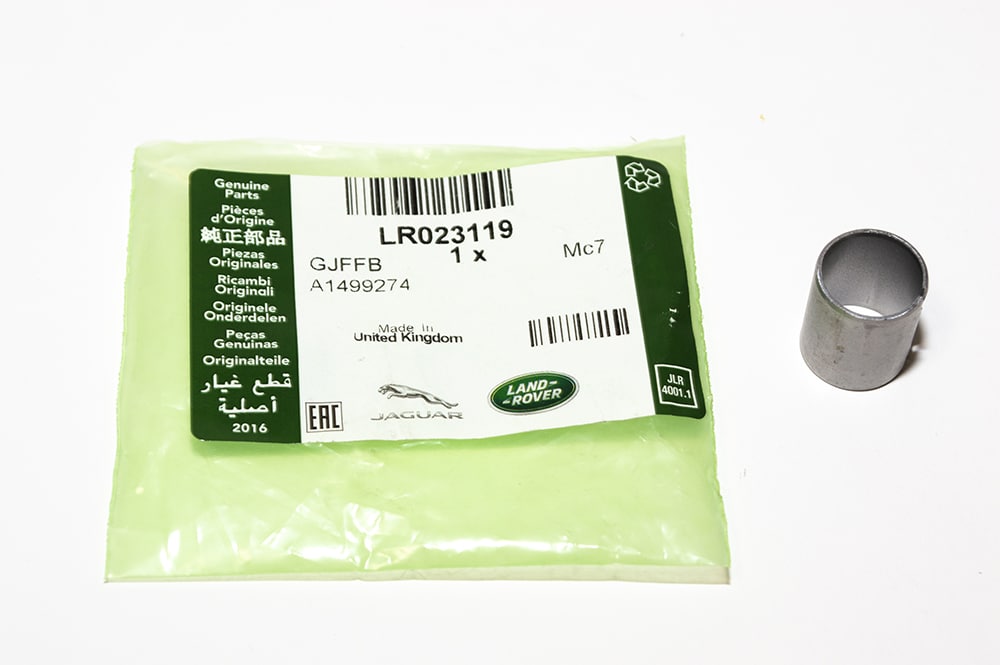 Genuine
Parts
Pièces
d'Origine
純正部品
Piezas
Originales
Ricambi
Originali
Originele
Onderdelen
Peças
Genuinas
Originalteile
قطع غيار
أصلية
2016
LR023119
1 x
GJFFB
Mc7
A1499274
Made In
United Kingdom
EAC
JAGUAR
LAND-
-ROVER
JLR
4001.1